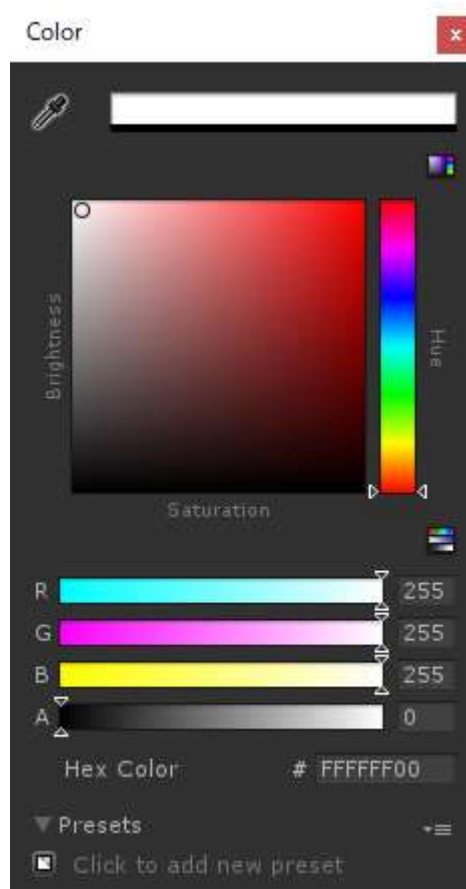 Color
x
Brightness
Hue
Saturation
R 255
G 255
B 255
A 0
Hex Color # FFFFFF00
Presets
Click to add new preset